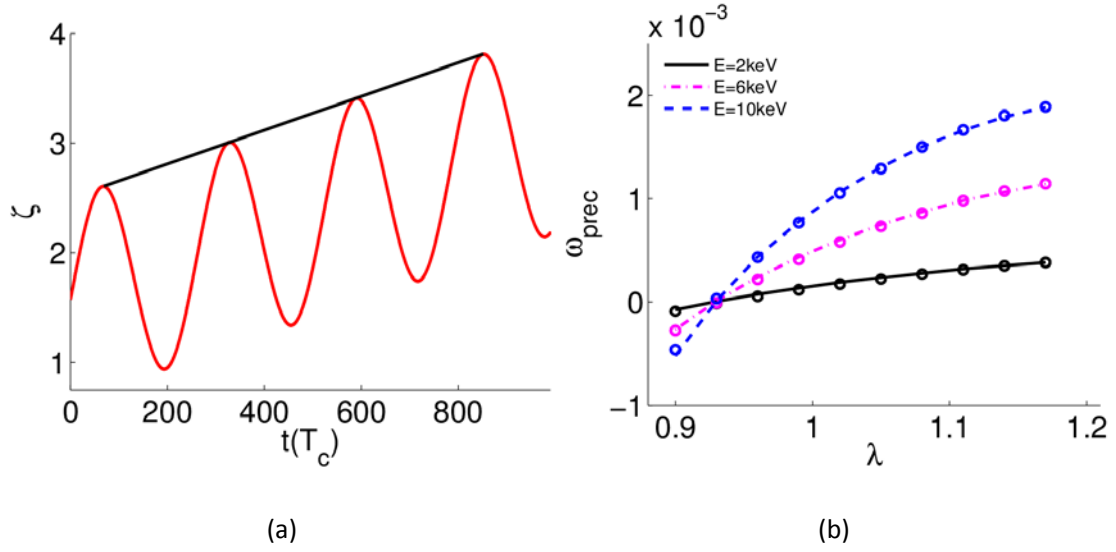 4
3
2
1
ζ
0
200
400
600
800
t(T_c)
(a)
x 10^-3
E=2keV
E=6keV
E=10keV
2
1
0
−1
ω_prec
0.9
1
1.1
1.2
λ
(b)